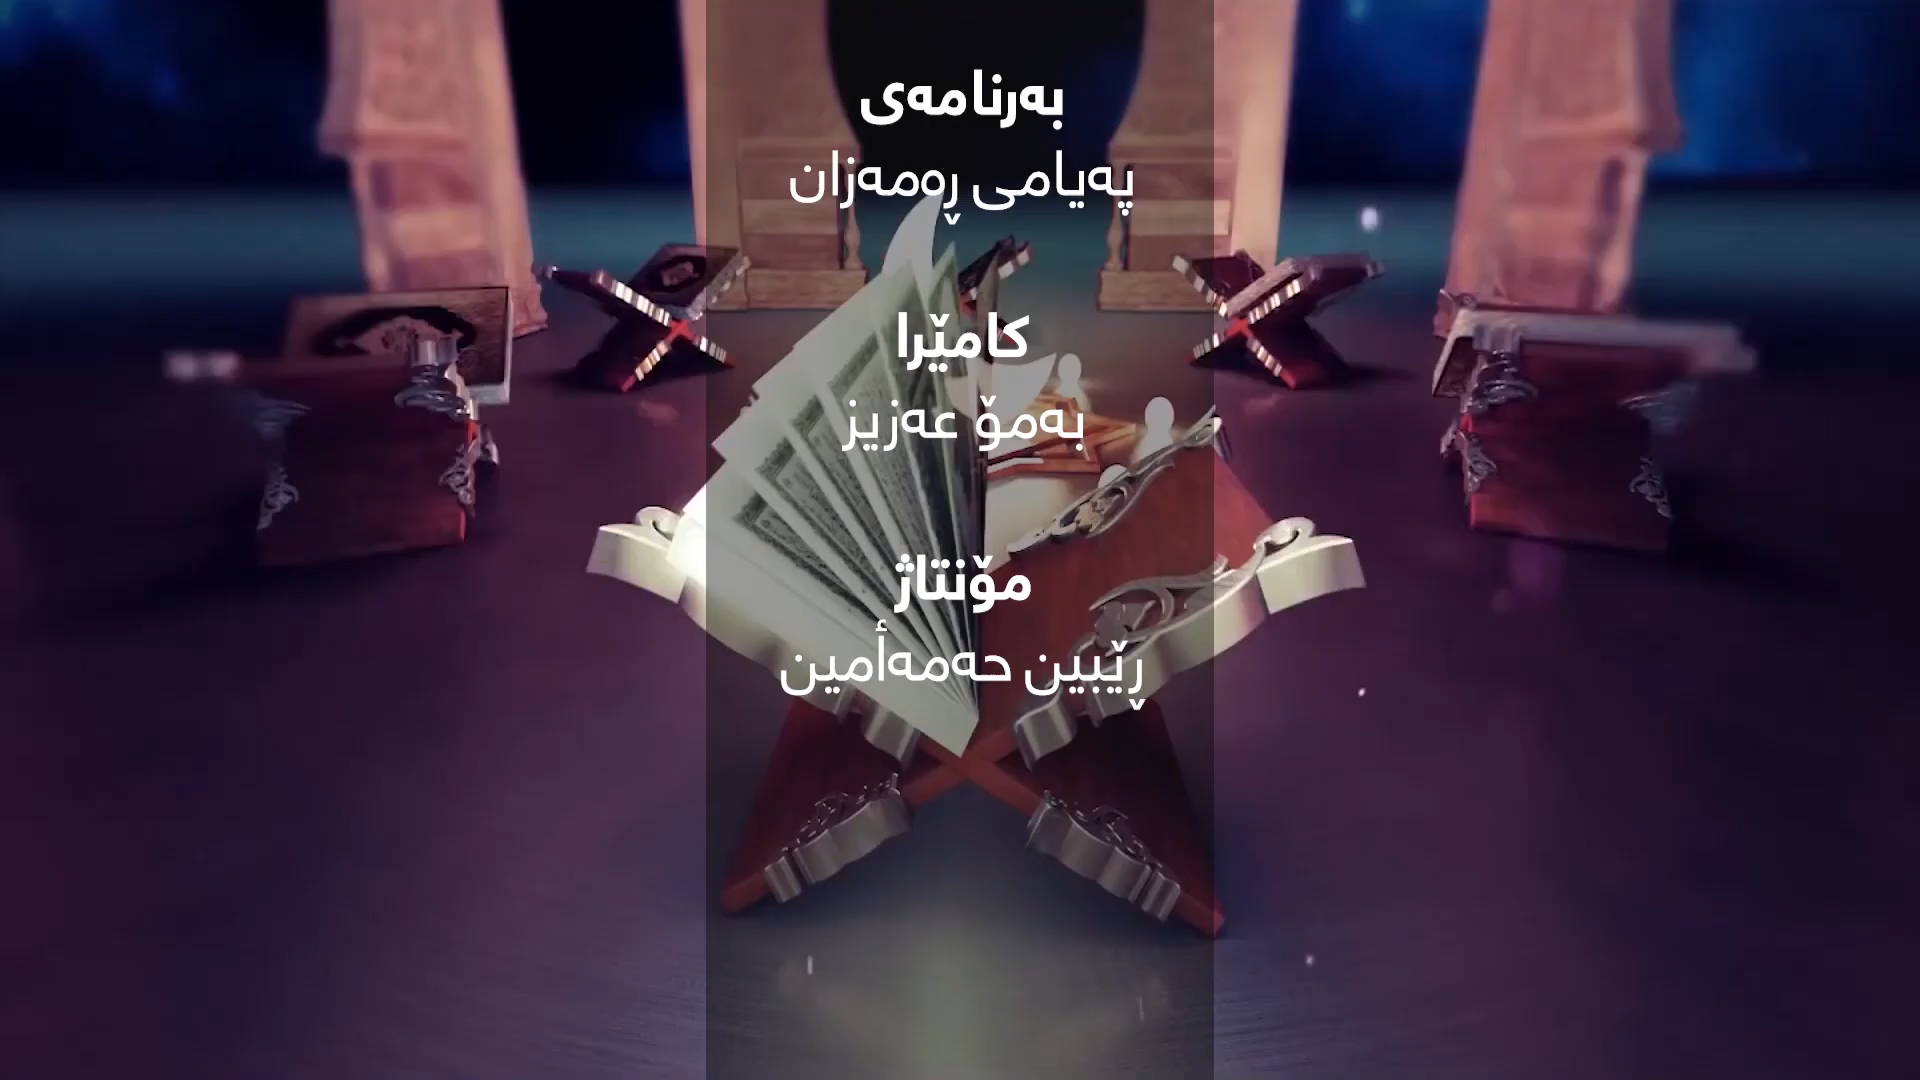 بەرنامەی
پەیامی ڕەمەزان
کامێرا
بەمۆ عەزیز
مۆنتاژ
ڕێبین حەمەأمین